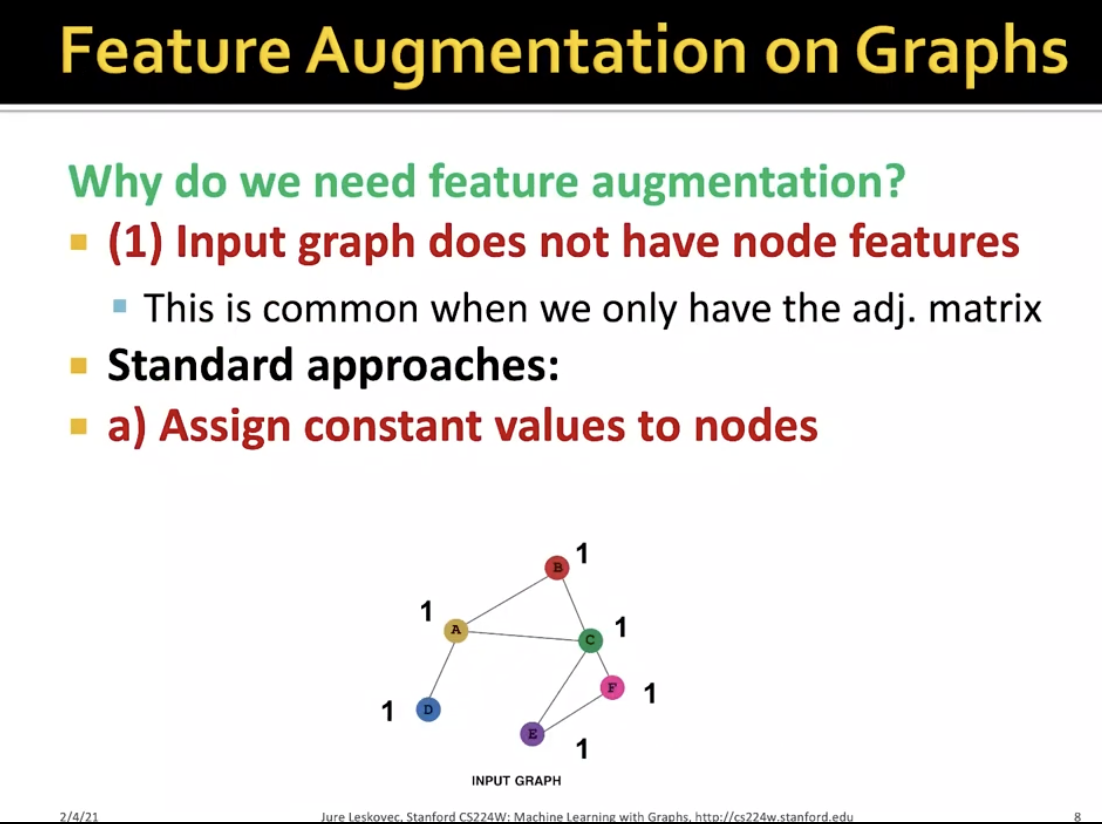 Feature Augmentation on Graphs
Why do we need feature augmentation?
(1) Input graph does not have node features
This is common when we only have the adj. matrix
Standard approaches:
a) Assign constant values to nodes
B 1
1
A
C 1
F 1
1 D
E
1
INPUT GRAPH
2/4/21 Jure Leskovec, Stanford CS224W: Machine Learning with Graphs, http://cs224w.stanford.edu 8